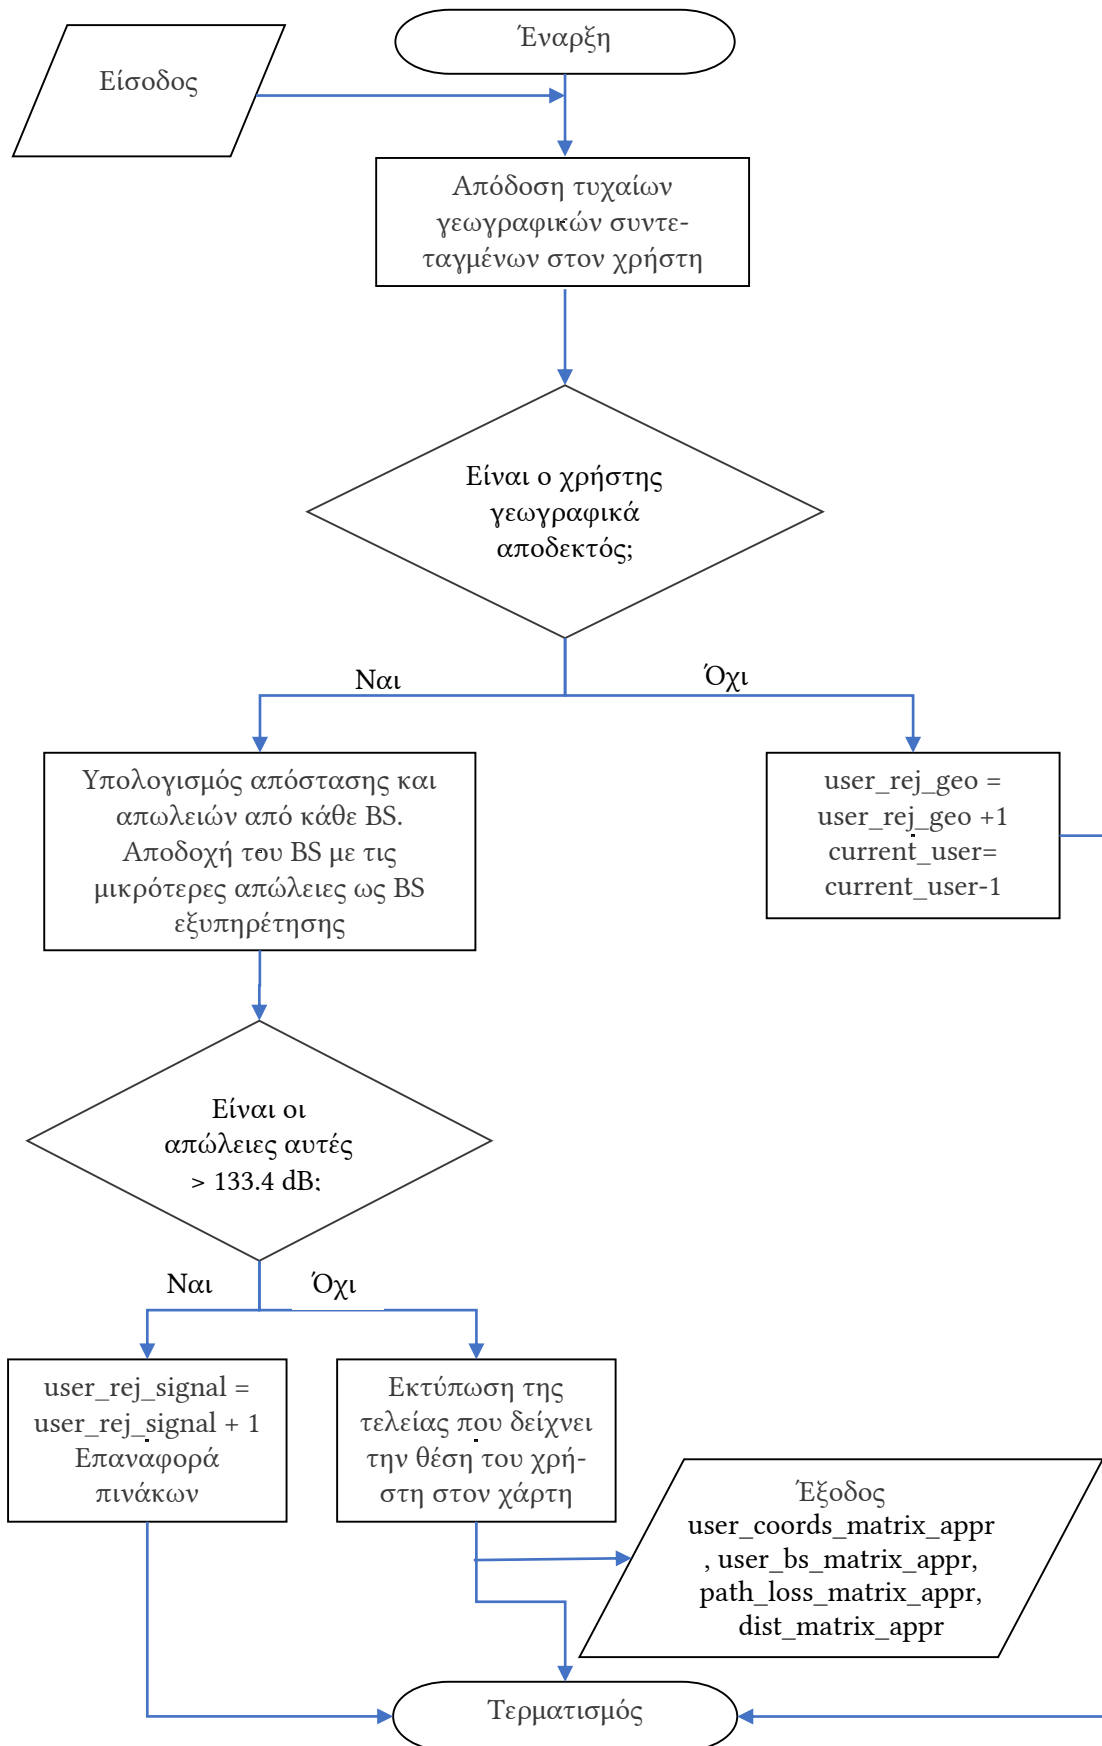 Έναρξη
Είσοδος
Απόδοση τυχαίων
γεωγραφικών συντε-
ταγμένων στον χρήστη
Είναι ο χρήστης
γεωγραφικά
αποδεκτός;
Ναι
Όχι
Υπολογισμός απόστασης και
απωλειών από κάθε BS.
Αποδοχή του BS με τις
μικρότερες απώλειες ως BS
εξυπηρέτησης
user_rej_geo =
user_rej_geo +1
current_user=
current_user-1
Είναι οι
απώλειες αυτές
> 133.4 dB;
Ναι
Όχι
user_rej_signal =
user_rej_signal + 1
Επαναφορά
πινάκων
Εκτύπωση της
τελείας που δείχνει
την θέση του χρή-
στη στον χάρτη
Έξοδος
user_coords_matrix_appr
, user_bs_matrix_appr,
path_loss_matrix_appr,
dist_matrix_appr
Τερματισμός